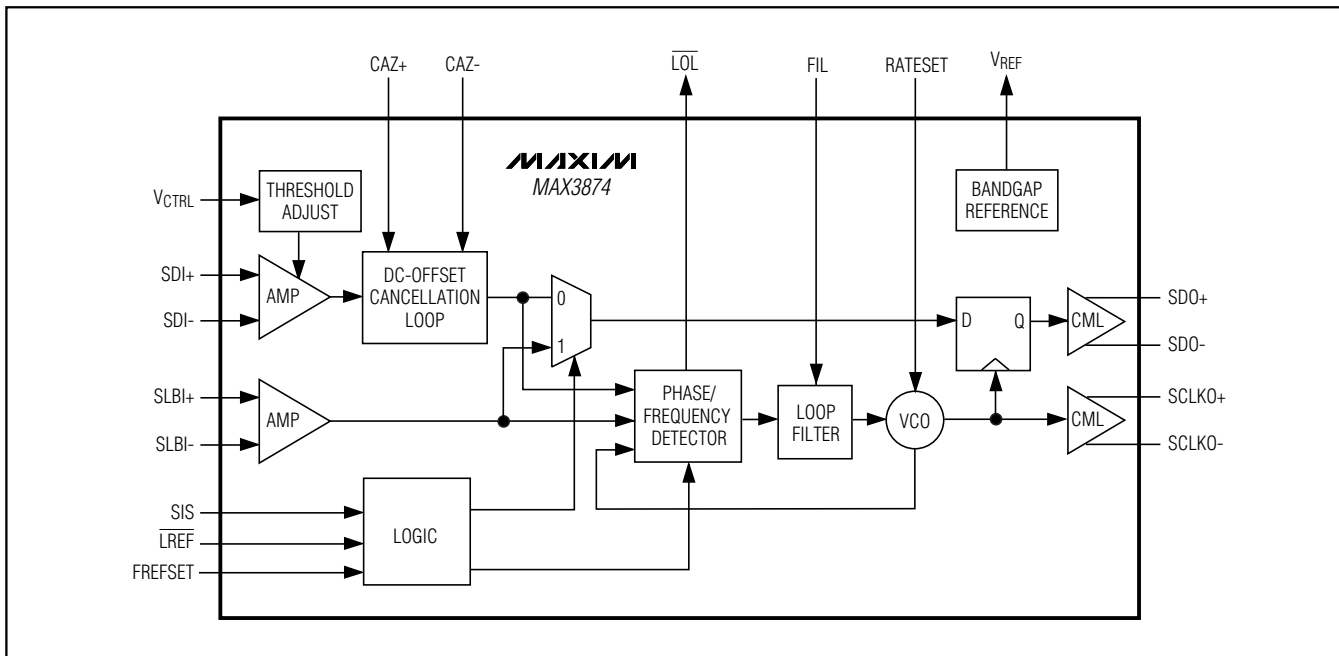 CAZ+
CAZ-
LOL
FIL
RATESET
VREF
MAXIM
MAX3874
VCTRL
THRESHOLD
ADJUST
BANDGAP
REFERENCE
SDI+
SDI-
AMP
DC-OFFSET
CANCELLATION
LOOP
0
1
D
Q
CML
SDO+
SDO-
SLBI+
SLBI-
AMP
PHASE/
FREQUENCY
DETECTOR
LOOP
FILTER
VCO
CML
SCLKO+
SCLKO-
SIS
LREF
FREFSET
LOGIC